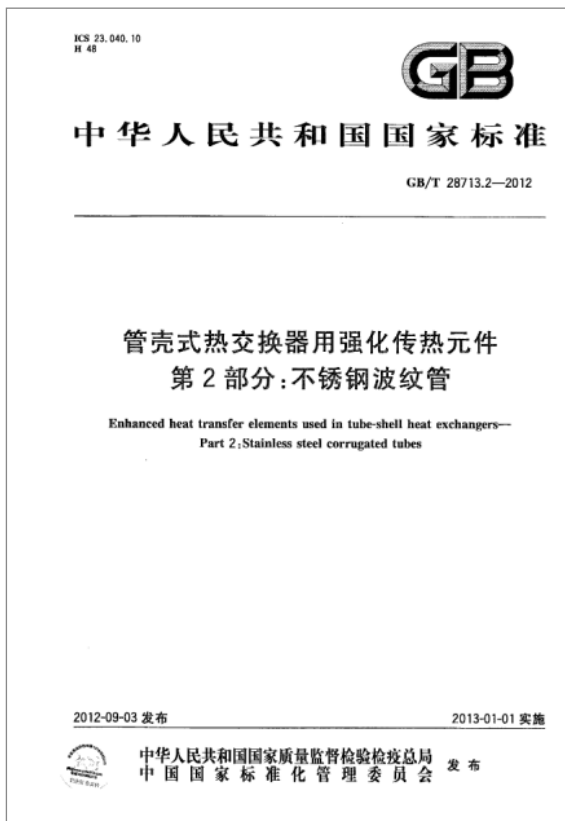 ICS 23.040.10
H 48
GB
中华人民共和国国家标准
GB/T 28713.2—2012
管壳式热交换器用强化传热元件
第2部分:不锈钢波纹管
Enhanced heat transfer elements used in tube-shell heat exchangers—
Part 2:Stainless steel corrugated tubes
2012-09-03 发布
2013-01-01 实施
中华人民共和国国家质量监督检验检疫总局
中国国家标准化管理委员会
发布